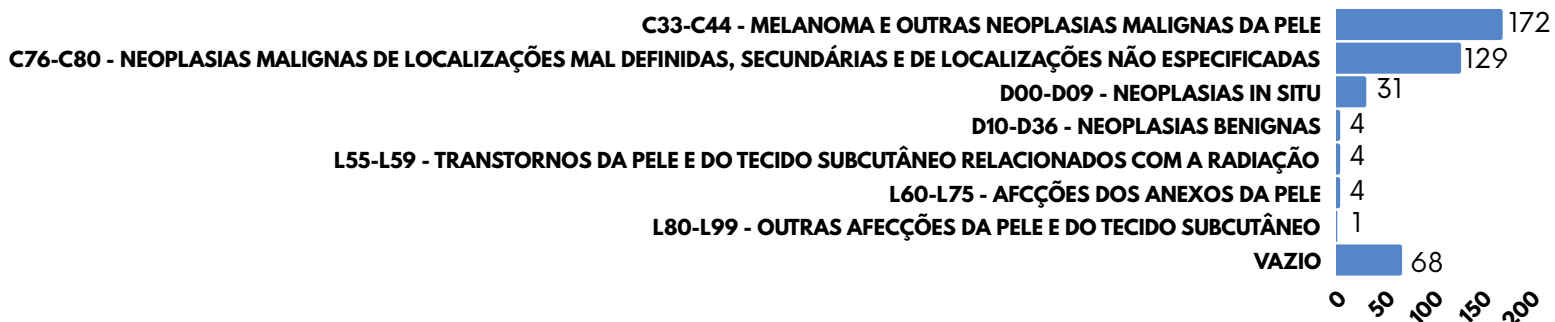 C33-C44 - MELANOMA E OUTRAS NEOPLASIAS MALIGNAS DA PELE 172
C76-C80 - NEOPLASIAS MALIGNAS DE LOCALIZAÇÕES MAL DEFINIDAS, SECUNDÁRIAS E DE LOCALIZAÇÕES NÃO ESPECIFICADAS 129
D00-D09 - NEOPLASIAS IN SITU 31
D10-D36 - NEOPLASIAS BENIGNAS 4
L55-L59 - TRANSTORNOS DA PELE E DO TECIDO SUBCUTÂNEO RELACIONADOS COM A RADIAÇÃO 4
L60-L75 - AFCÇÕES DOS ANEXOS DA PELE 4
L80-L99 - OUTRAS AFECÇÕES DA PELE E DO TECIDO SUBCUTÂNEO 1
VAZIO 68
0 50 100 150 200